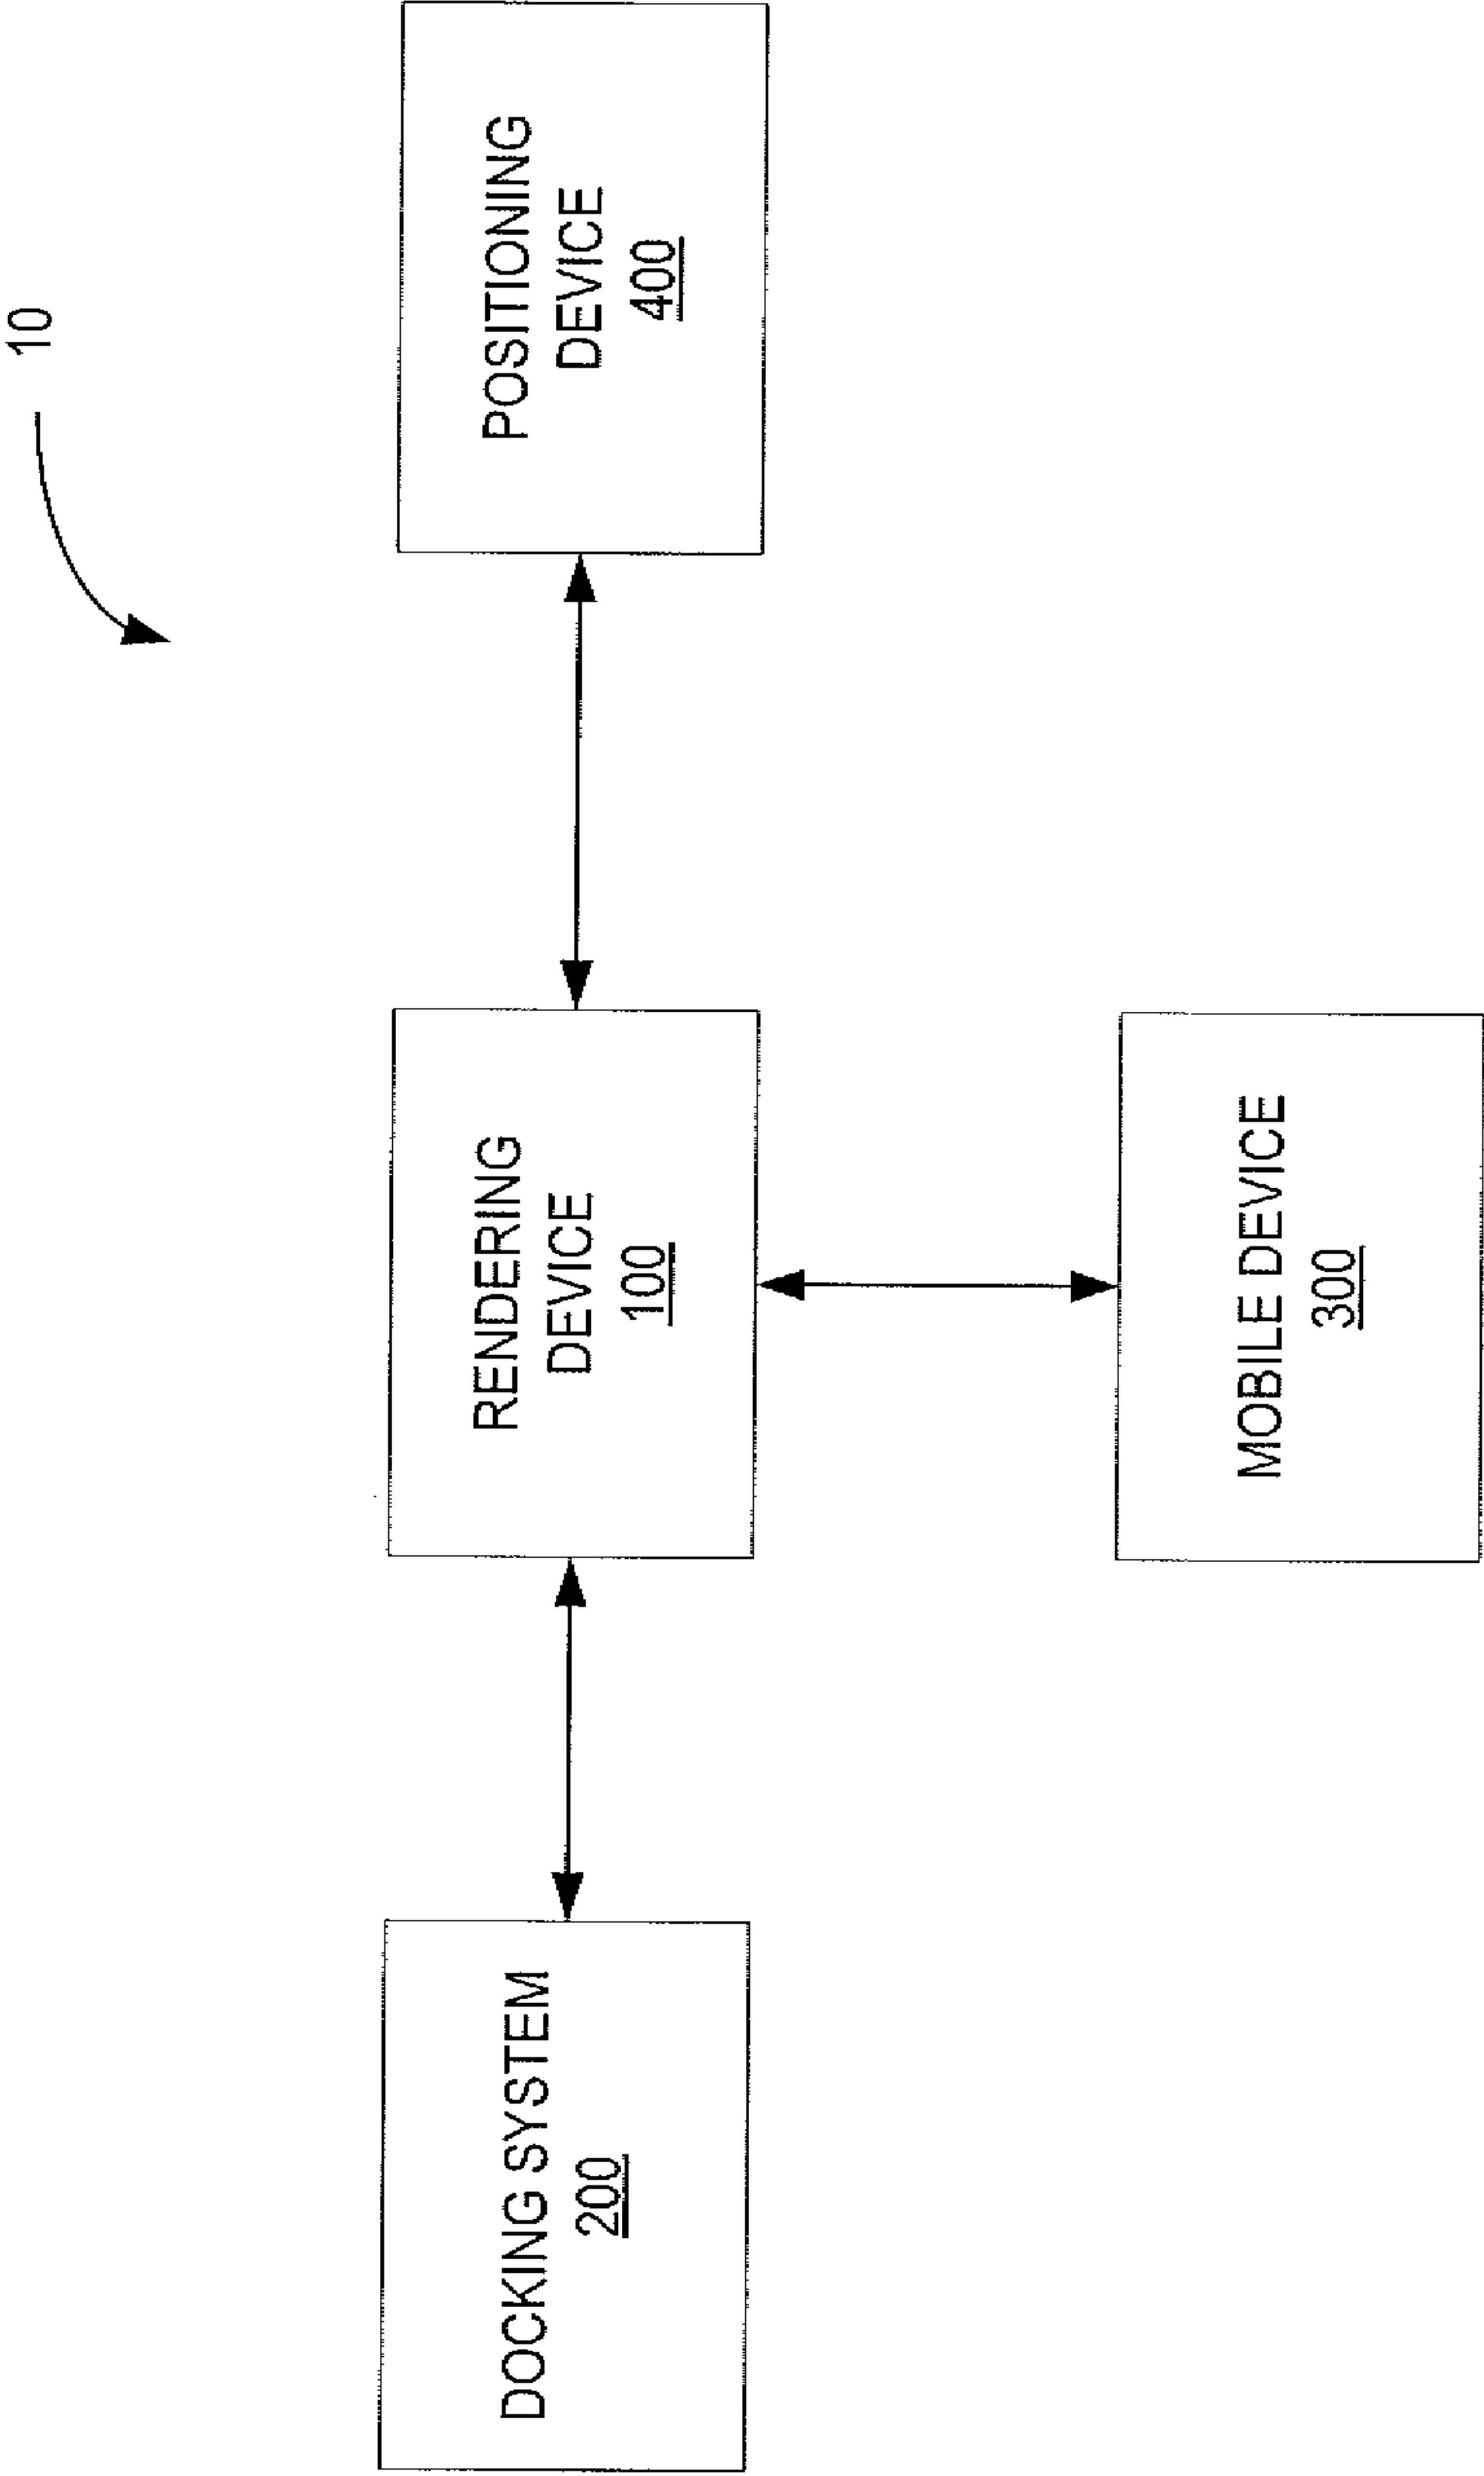 10
DOCKING SYSTEM
200
RENDERING
DEVICE
100
POSITIONING
DEVICE
400
MOBILE DEVICE
300